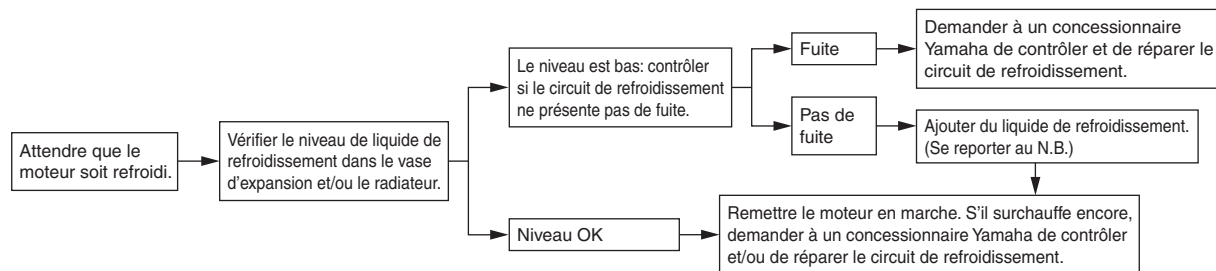 Attendre que le
moteur soit refroidi.
Vérifier le niveau de liquide de
refroidissement dans le vase
d'expansion et/ou le radiateur.
Le niveau est bas: contrôler
si le circuit de refroidissement
ne présente pas de fuite.
Fuite
Demander à un concessionnaire
Yamaha de contrôler et de réparer le
circuit de refroidissement.
Pas de
fuite
Ajouter du liquide de refroidissement.
(Se reporter au N.B.)
Niveau OK
Remettre le moteur en marche. S'il surchauffe encore,
demander à un concessionnaire Yamaha de contrôler
et/ou de réparer le circuit de refroidissement.